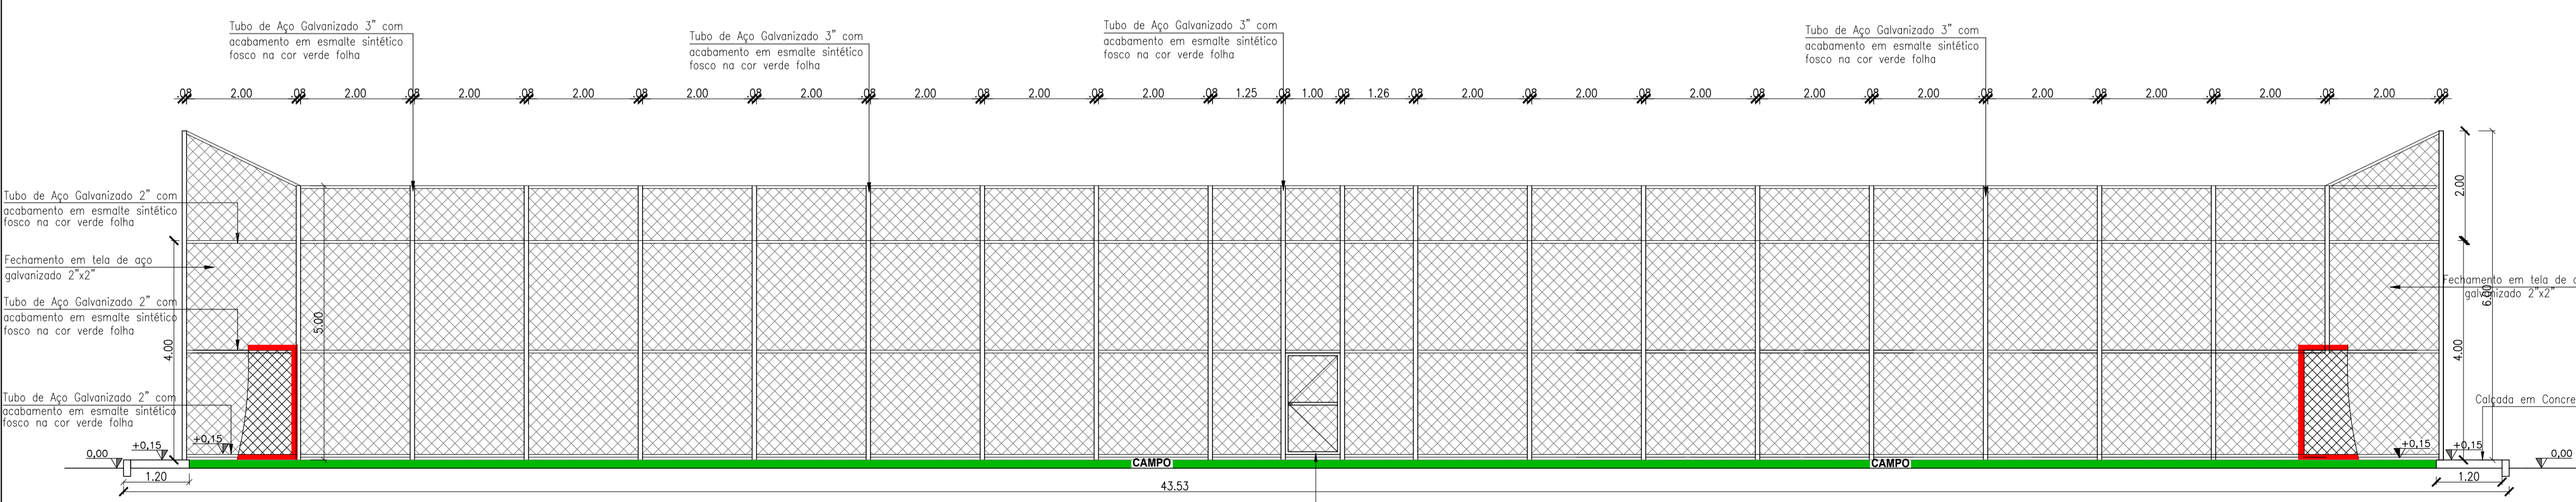 Tubo de Aço Galvanizado 3" com
acabamento em esmalte sintético
fosco na cor verde folha
Tubo de Aço Galvanizado 3" com
acabamento em esmalte sintético
fosco na cor verde folha
Tubo de Aço Galvanizado 3" com
acabamento em esmalte sintético
fosco na cor verde folha
Tubo de Aço Galvanizado 3" com
acabamento em esmalte sintético
fosco na cor verde folha
.08 2.00 .08 2.00 .08 2.00 .08 2.00 .08 2.00 .08 2.00 .08 2.00 .08 2.00 .08 2.00 .08 1.25 .08 1.00 .08 1.26 .08 2.00 .08 2.00 .08 2.00 .08 2.00 .08 2.00 .08 2.00 .08 2.00 .08 2.00 .08 2.00 .08
Tubo de Aço Galvanizado 2" com
acabamento em esmalte sintético
fosco na cor verde folha
Fechamento em tela de aço
galvanizado 2"x2"
Tubo de Aço Galvanizado 2" com
acabamento em esmalte sintético
fosco na cor verde folha
Tubo de Aço Galvanizado 2" com
acabamento em esmalte sintético
fosco na cor verde folha
4.00
5.00
2.00
4.00
6.00
Fechamento em tela de
galvanizado 2"x2"
Calçada em Concre
0,00
+0,15
+0,15
CAMPO
CAMPO
+0,15
+0,15
0,00
1.20
43.53
1.20